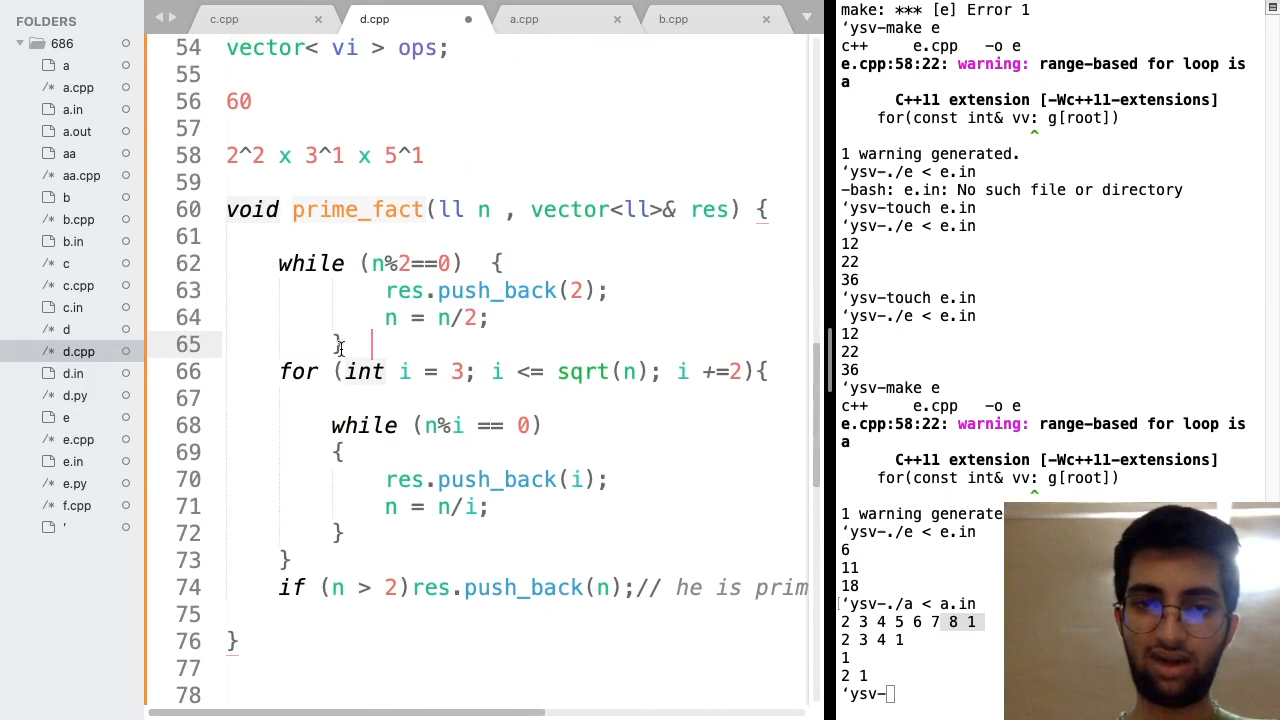 FOLDERS
686
a
a.cpp
a.in
a.out
aa
aa.cpp
b
b.cpp
b.in
c
c.cpp
c.in
d
d.cpp
d.in
d.py
e
e.cpp
e.in
e.py
f.cpp
'
c.cpp
d.cpp
a.cpp
b.cpp
54 vector< vi > ops;
55
56 60
57
58 2^2 x 3^1 x 5^1
59
60 void prime_fact(ll n , vector<ll>& res) {
61
62 while (n%2==0) {
63 res.push_back(2);
64 n = n/2;
65 }
66 for (int i = 3; i <= sqrt(n); i +=2){
67
68 while (n%i == 0)
69 {
70 res.push_back(i);
71 n = n/i;
72 }
73 }
74 if (n > 2)res.push_back(n);// he is prim
75
76 }
77
78
make: *** [e] Error 1
‘ysv-make e
c++ e.cpp -o e
e.cpp:58:22: warning: range-based for loop is
a
C++11 extension [-Wc++11-extensions]
for(const int& vv: g[root])
^
1 warning generated.
‘ysv-./e < e.in
-bash: e.in: No such file or directory
‘ysv-touch e.in
‘ysv-./e < e.in
12
22
36
‘ysv-touch e.in
‘ysv-./e < e.in
12
22
36
‘ysv-make e
c++ e.cpp -o e
e.cpp:58:22: warning: range-based for loop is
a
C++11 extension [-Wc++11-extensions]
for(const int& vv: g[root])
^
1 warning generate
‘ysv-./e < e.in
6
11
18
‘ysv-./a < a.in
2 3 4 5 6 7 8 1
2 3 4 1
1
2 1
‘ysv-